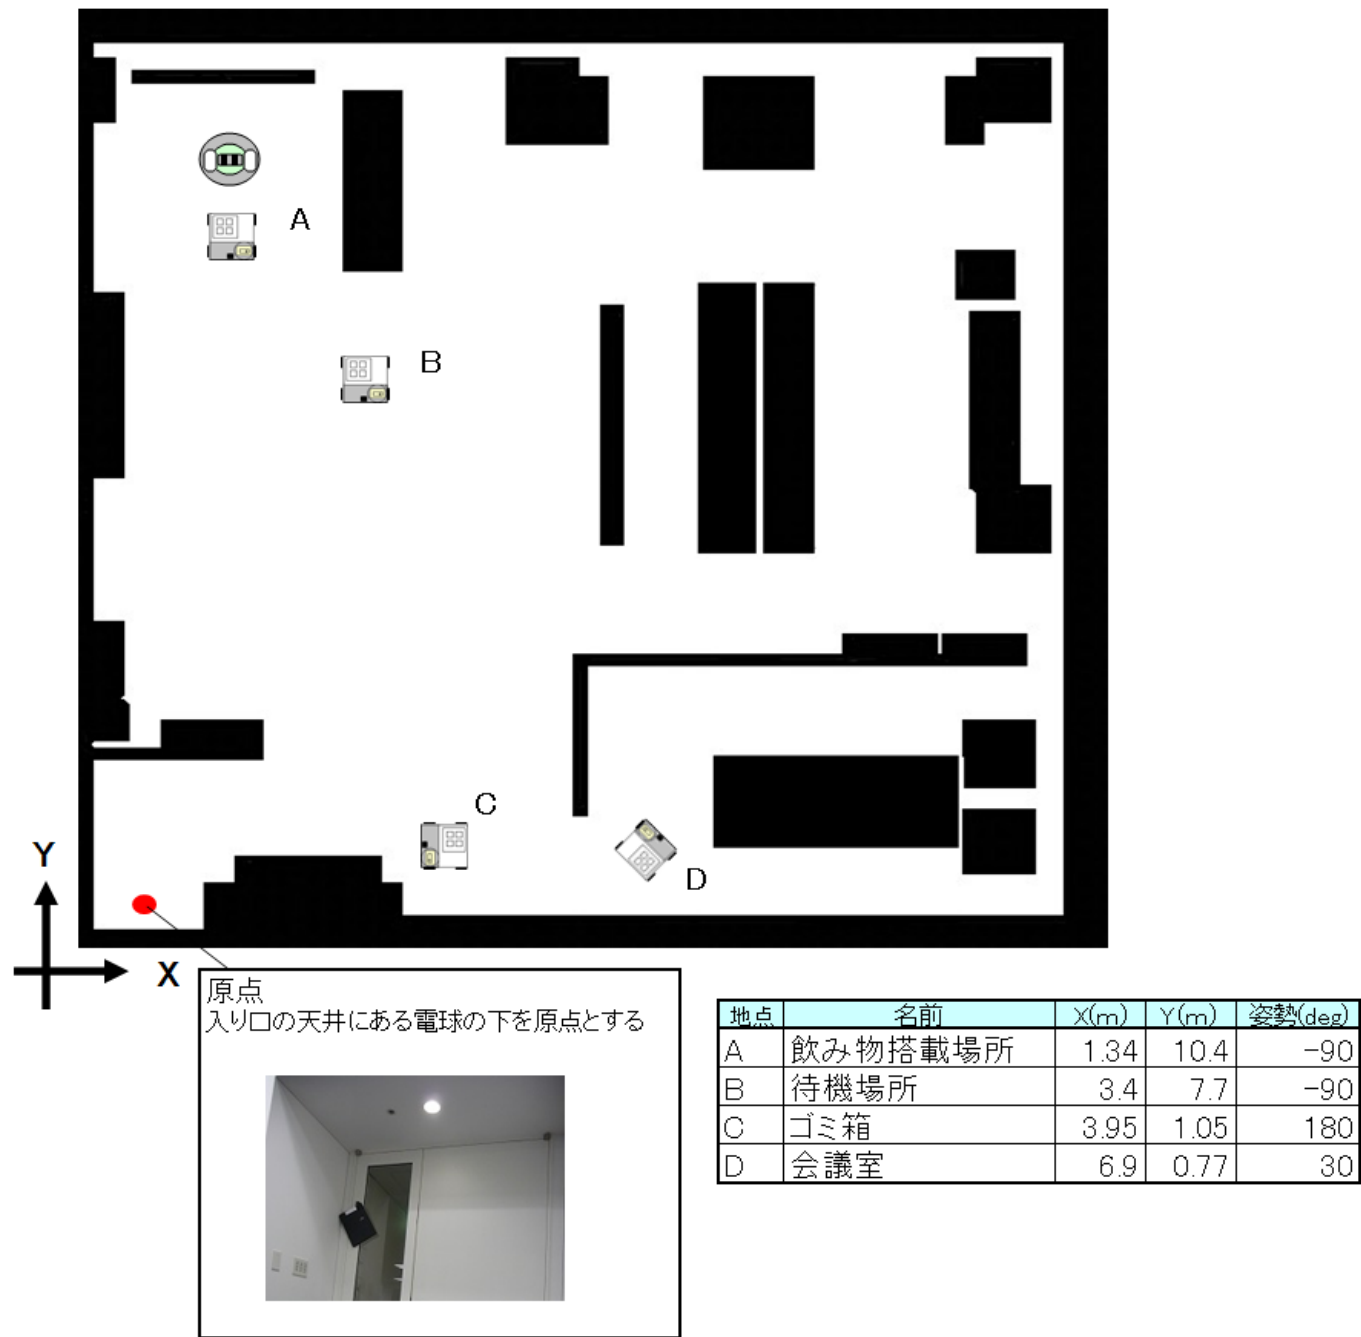 A
B
C
D
Y
X
原点
入り口の天井にある電球の下を原点とする
地点 名前 X(m) Y(m) 姿勢(deg)
A 飲み物搭載場所 1.34 10.4 -90
B 待機場所 3.4 7.7 -90
C ゴミ箱 3.95 1.05 180
D 会議室 6.9 0.77 30